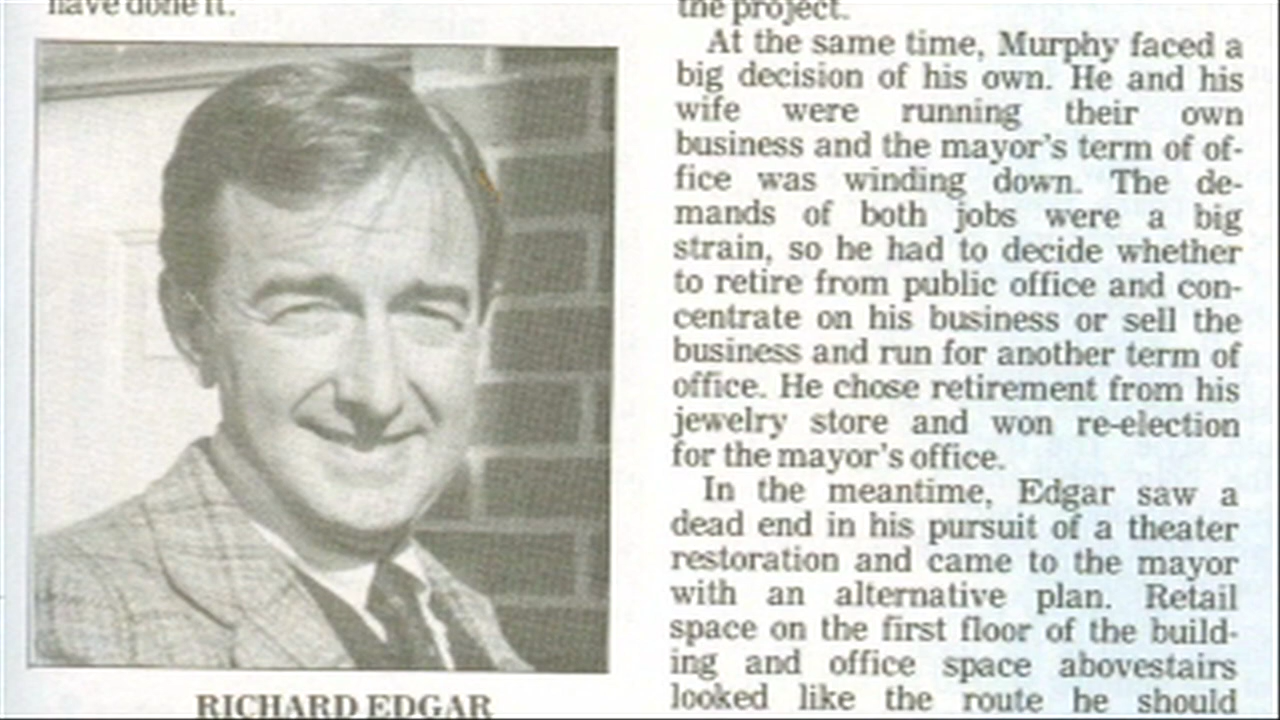 have done it.
RICHARD EDGAR
the project.
At the same time, Murphy faced a
big decision of his own. He and his
wife were running their own
business and the mayor's term of of-
fice was winding down. The de-
mands of both jobs were a big
strain, so he had to decide whether
to retire from public office and con-
centrate on his business or sell the
business and run for another term of
office. He chose retirement from his
jewelry store and won re-election
for the mayor's office.
In the meantime, Edgar saw a
dead end in his pursuit of a theater
restoration and came to the mayor
with an alternative plan. Retail
space on the first floor of the build-
ing and office space abovestairs
looked like the route he should